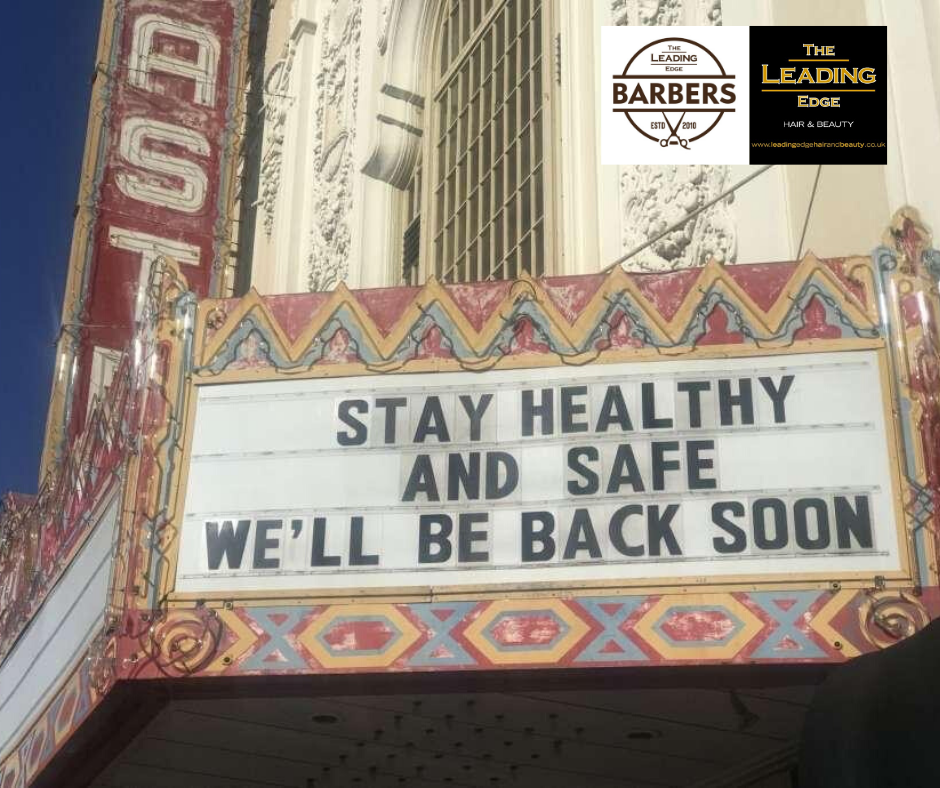 AST
THE
LEADING
EDGE
BARBERS
ESTD 2010
THE
LEADING
EDGE
HAIR & BEAUTY
www.leadingedgehairandbeauty.co.uk
STAY HEALTHY
AND SAFE
WE'LL BE BACK SOON